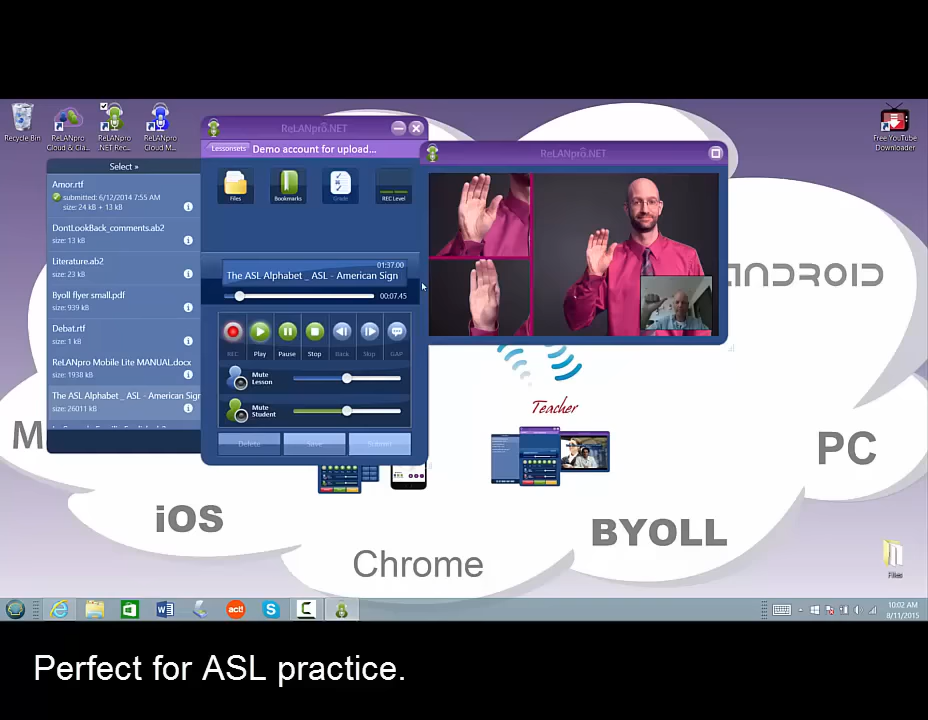 Recycle Bin
ReLANpro
Cloud & Cla...
ReLANpro
.NET Rec...
ReLANpro
Cloud M...
Free YouTube
Downloader
Select »
Amor.rtf
submitted: 6/12/2014 7:55 AM
size: 24 kB + 13 kB
DontLookBack_comments.ab2
size: 13 kB
Literature.ab2
size: 23 kB
Byoll flyer small.pdf
size: 939 kB
Debat.rtf
size: 1 kB
ReLANpro Mobile Lite MANUAL.docx
size: 1938 kB
The ASL Alphabet _ ASL - American Sign
size: 26011 kB
ReLANpro.NET
Lessonsets
Demo account for upload...
Files
Bookmarks
Grade
REC Level
01:37.00
The ASL Alphabet _ ASL - American Sign
00:07.45
REC
Play
Pause
Stop
Back
Skip
GAP
Mute
Lesson
Mute
Student
Delete
Save
Submit
ReLANpro.NET
ANDROID
Teacher
M
PC
iOS
BYOLL
Chrome
Files
act!
10:02 AM
8/11/2015
Perfect for ASL practice.